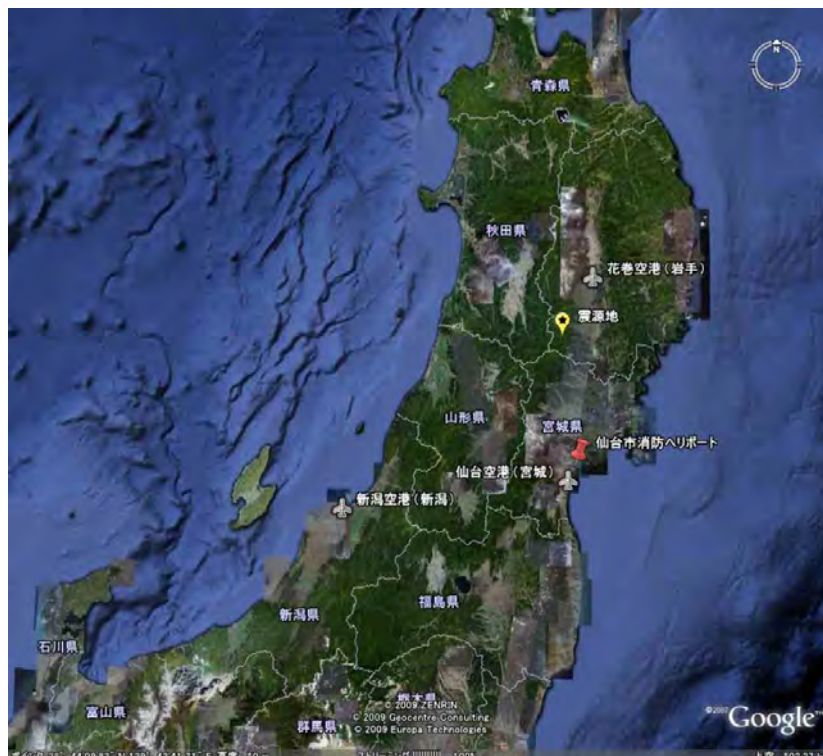 N
青森県
秋田県
花巻空港(岩手)
震源地
山形県
宮城県
仙台市消防ヘリポート
仙台空港(宮城)
新潟空港(新潟)
福島県
新潟県
石川県
富山県
群馬県
© 2009 ZENRIN
© 2009 Geocentre Consulting
© 2009 Europa Technologies
©2007 Google™